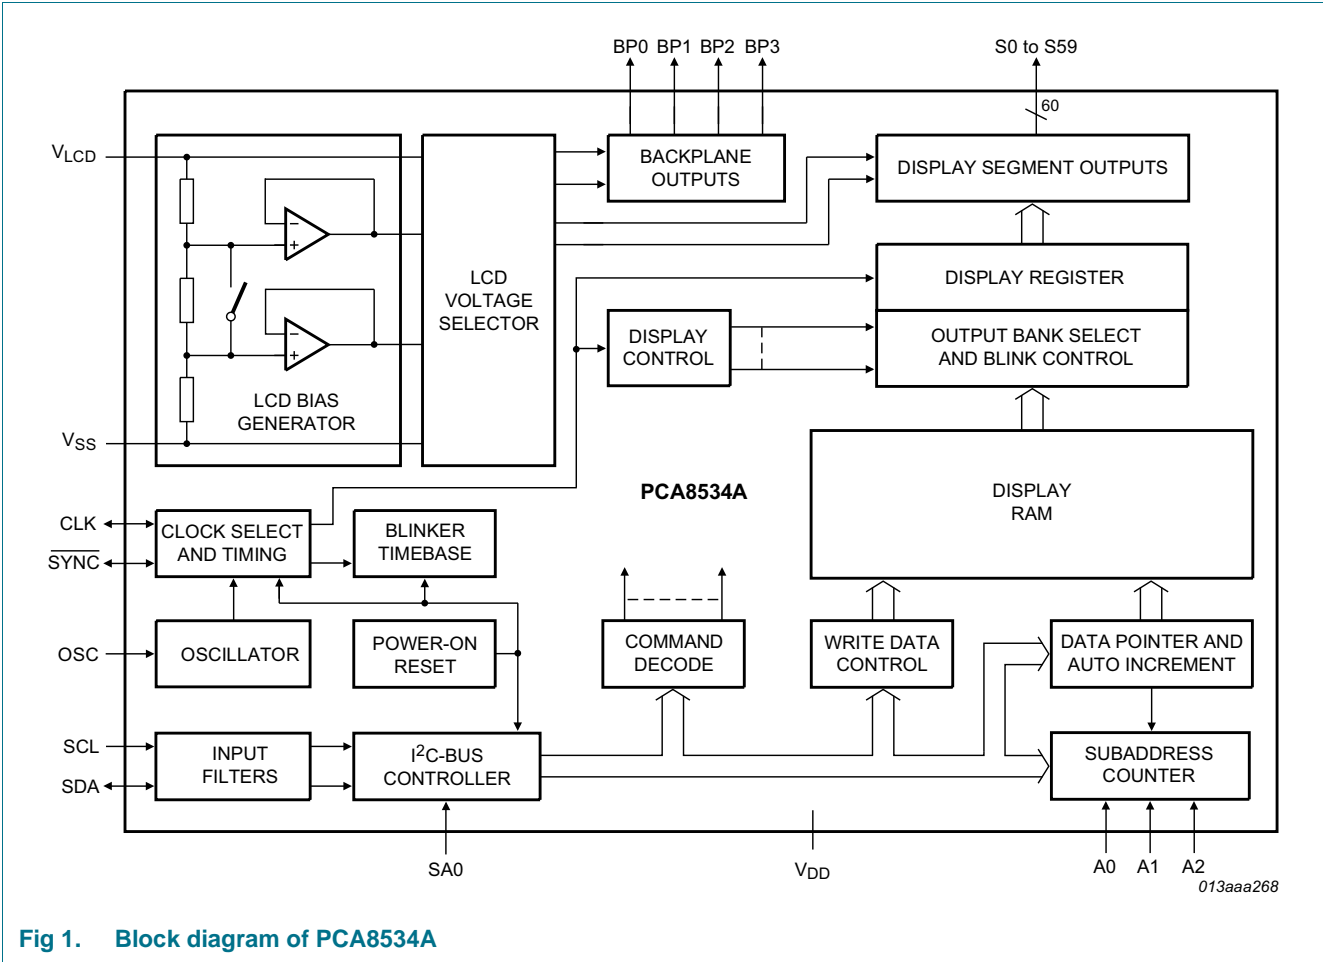 BP0 BP1 BP2 BP3
S0 to S59
60
VLCD
BACKPLANE
OUTPUTS
DISPLAY SEGMENT OUTPUTS
−
+
LCD
VOLTAGE
SELECTOR
DISPLAY REGISTER
−
+
DISPLAY
CONTROL
OUTPUT BANK SELECT
AND BLINK CONTROL
LCD BIAS
GENERATOR
VSS
PCA8534A
DISPLAY
RAM
CLK
SYNC
CLOCK SELECT
AND TIMING
BLINKER
TIMEBASE
OSC
OSCILLATOR
POWER-ON
RESET
COMMAND
DECODE
WRITE DATA
CONTROL
DATA POINTER AND
AUTO INCREMENT
SCL
SDA
INPUT
FILTERS
I2C-BUS
CONTROLLER
SUBADDRESS
COUNTER
SA0
VDD
A0 A1 A2
013aaa268
Fig 1. Block diagram of PCA8534A